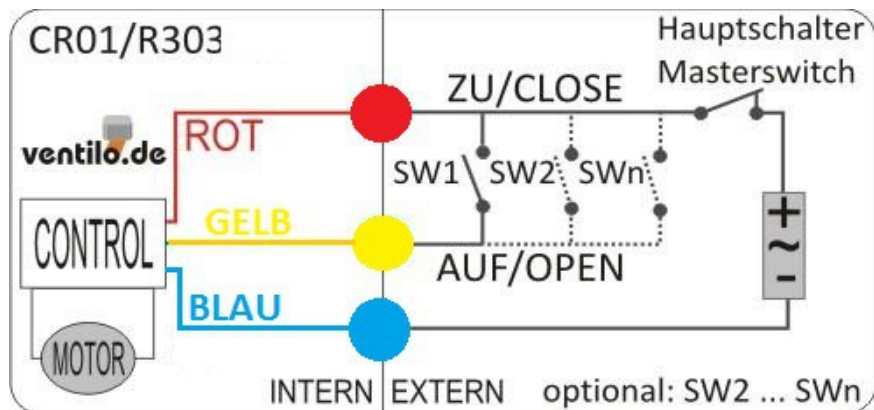 CR01/R303
Hauptschalter
Masterswitch
ZU/CLOSE
ROT
ventilo.de
SW1 SW2 SWn
GELB
+
~
-
CONTROL
AUF/OPEN
BLAU
MOTOR
INTERN EXTERN optional: SW2 ... SWn